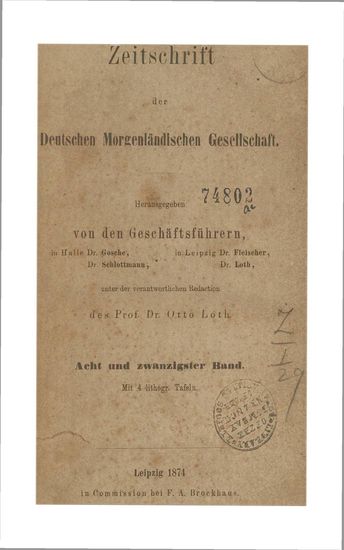 Zeitschrift
der
Deutschen Morgenländischen Gesellschaft.
74802
Herausgegeben
von den Geschäftsführern,
in Halle Dr. Gosche, in Leipzig Dr. Fleischer,
Dr. Schlottmann, Dr. Loth,
unter der verantwortlichen Redaction
des Prof. Dr. Otto Loth.
Acht und zwanzigster Band.
Mit 4 lithogr. Tafeln.
Z
I
29
Leipzig 1874
in Commission bei F. A. Brockhaus.